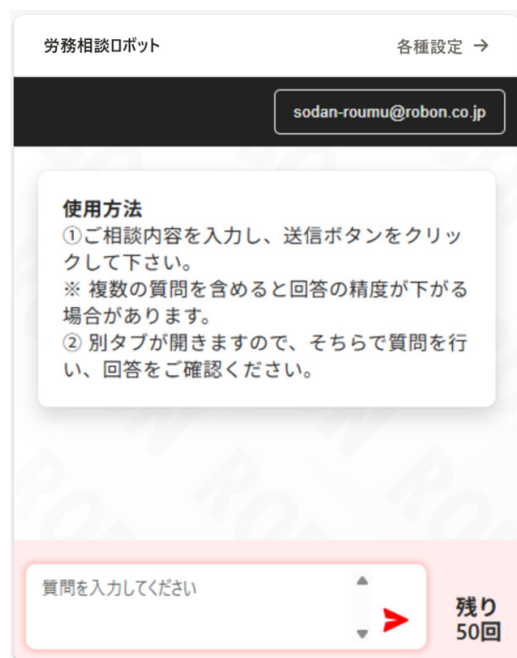 労務相談ロボット
各種設定 →
sodan-roumu@robon.co.jp
使用方法
①ご相談内容を入力し、送信ボタンをクリッ
クして下さい。
※ 複数の質問を含めると回答の精度が下がる
場合があります。
② 別タブが開きますので、そちらで質問を行
い、回答をご確認ください。
質問を入力してください
残り
50回